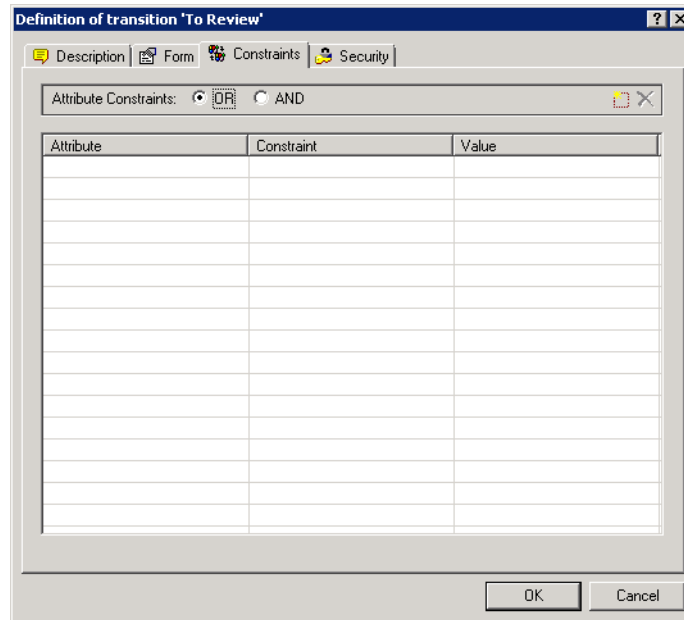 Definition of transition 'To Review'
Description Form Constraints Security
Attribute Constraints: OR AND
Attribute Constraint Value
OK Cancel